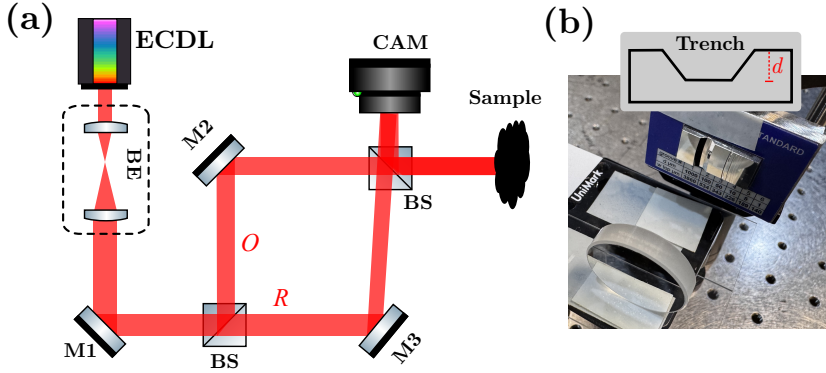 (a)
ECDL
BE
M1
M2
O
R
BS
M3
BS
CAM
Sample
(b)
Trench
d
STANDARD
UniMark